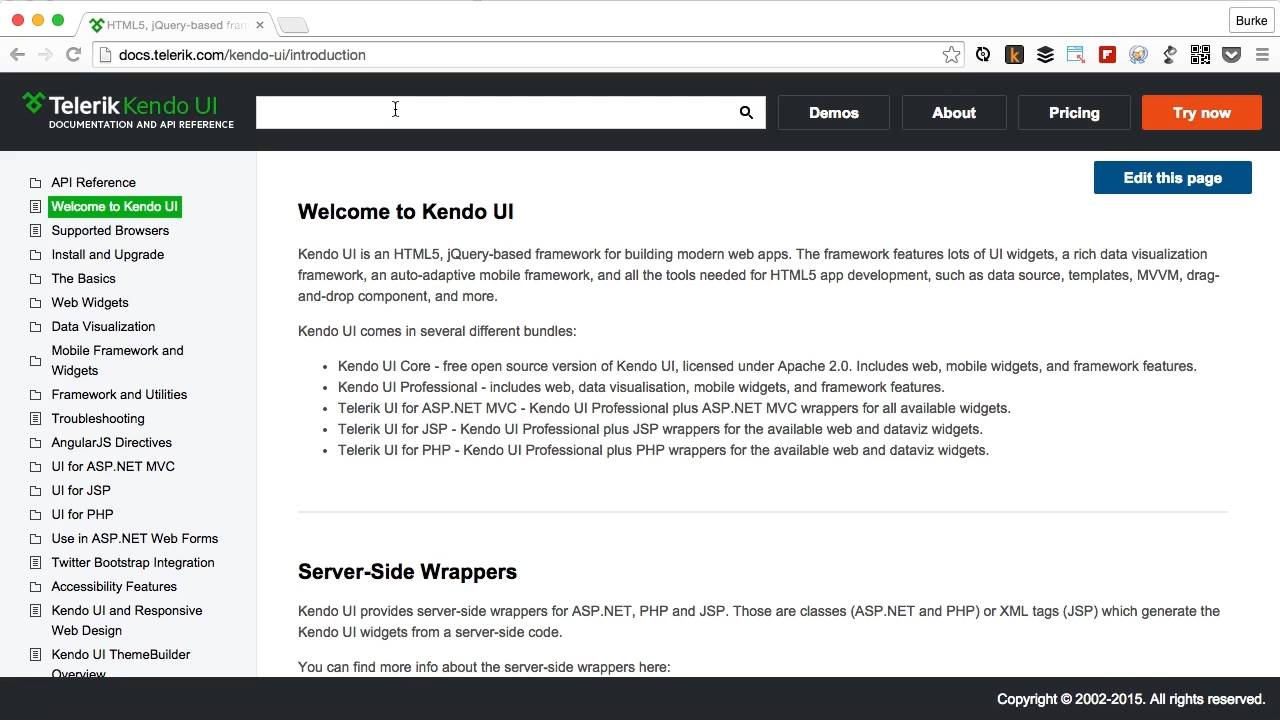 HTML5, jQuery-based fram
Burke
docs.telerik.com/kendo-ui/introduction
Telerik Kendo UI
DOCUMENTATION AND API REFERENCE
Demos
About
Pricing
Try now
API Reference
Welcome to Kendo UI
Supported Browsers
Install and Upgrade
The Basics
Web Widgets
Data Visualization
Mobile Framework and
Widgets
Framework and Utilities
Troubleshooting
AngularJS Directives
UI for ASP.NET MVC
UI for JSP
UI for PHP
Use in ASP.NET Web Forms
Twitter Bootstrap Integration
Accessibility Features
Kendo UI and Responsive
Web Design
Kendo UI ThemeBuilder
Overview
Edit this page
Welcome to Kendo UI
Kendo UI is an HTML5, jQuery-based framework for building modern web apps. The framework features lots of UI widgets, a rich data visualization
framework, an auto-adaptive mobile framework, and all the tools needed for HTML5 app development, such as data source, templates, MVVM, drag-
and-drop component, and more.
Kendo UI comes in several different bundles:
• Kendo UI Core - free open source version of Kendo UI, licensed under Apache 2.0. Includes web, mobile widgets, and framework features.
• Kendo UI Professional - includes web, data visualisation, mobile widgets, and framework features.
• Telerik UI for ASP.NET MVC - Kendo UI Professional plus ASP.NET MVC wrappers for all available widgets.
• Telerik UI for JSP - Kendo UI Professional plus JSP wrappers for the available web and dataviz widgets.
• Telerik UI for PHP - Kendo UI Professional plus PHP wrappers for the available web and dataviz widgets.
Server-Side Wrappers
Kendo UI provides server-side wrappers for ASP.NET, PHP and JSP. Those are classes (ASP.NET and PHP) or XML tags (JSP) which generate the
Kendo UI widgets from a server-side code.
You can find more info about the server-side wrappers here:
Copyright © 2002-2015. All rights reserved.